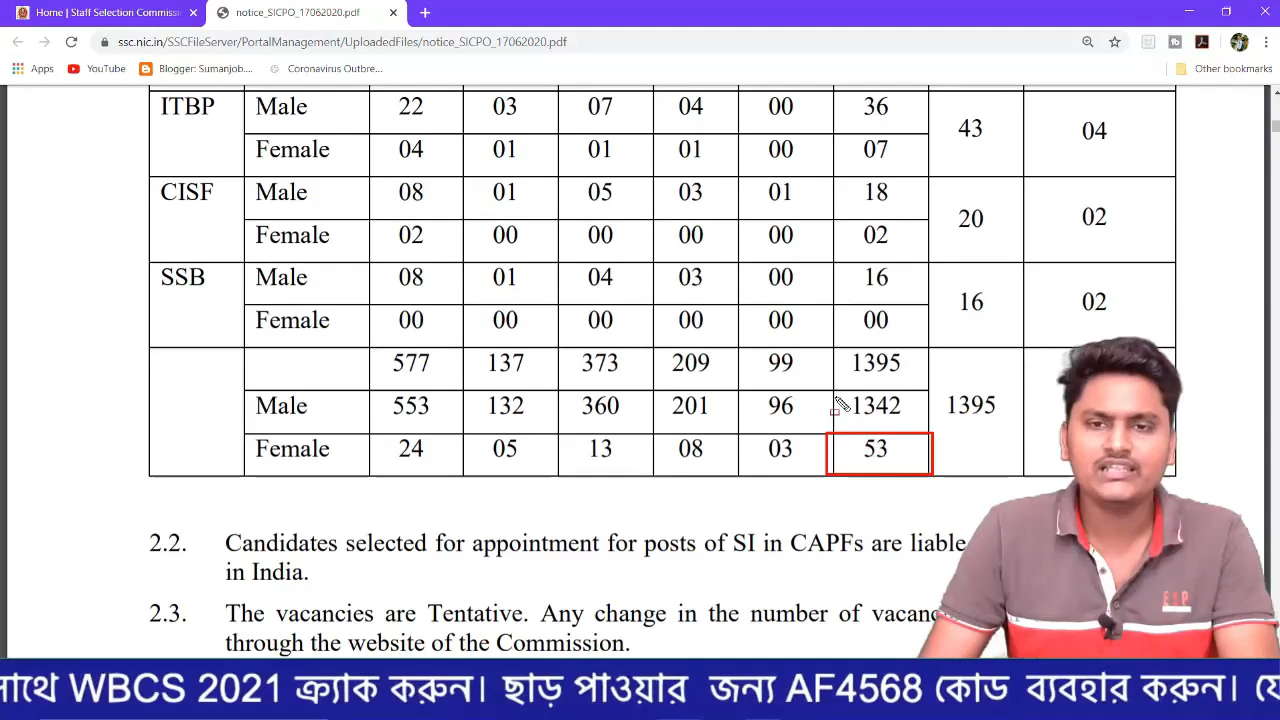 Home | Staff Selection Commissi
notice_SICPO_17062020.pdf
ssc.nic.in/SSCFileServer/PortalManagement/UploadedFiles/notice_SICPO_17062020.pdf
Apps YouTube Blogger: Sumanjob... Coronavirus Outbre... Other bookmarks
ITBP Male 22 03 07 04 00 36 43 04
Female 04 01 01 01 00 07
CISF Male 08 01 05 03 01 18 20 02
Female 02 00 00 00 00 02
SSB Male 08 01 04 03 00 16 16 02
Female 00 00 00 00 00 00
577 137 373 209 99 1395 1395
Male 553 132 360 201 96 1342
Female 24 05 13 08 03 53
2.2. Candidates selected for appointment for posts of SI in CAPFs are liable
in India.
2.3. The vacancies are Tentative. Any change in the number of vacanc
through the website of the Commission.
সাথে WBCS 2021 ক্র্যাক করুন। ছাড় পাওয়ার জন্য AF4568 কোড ব্যবহার করুন। যে